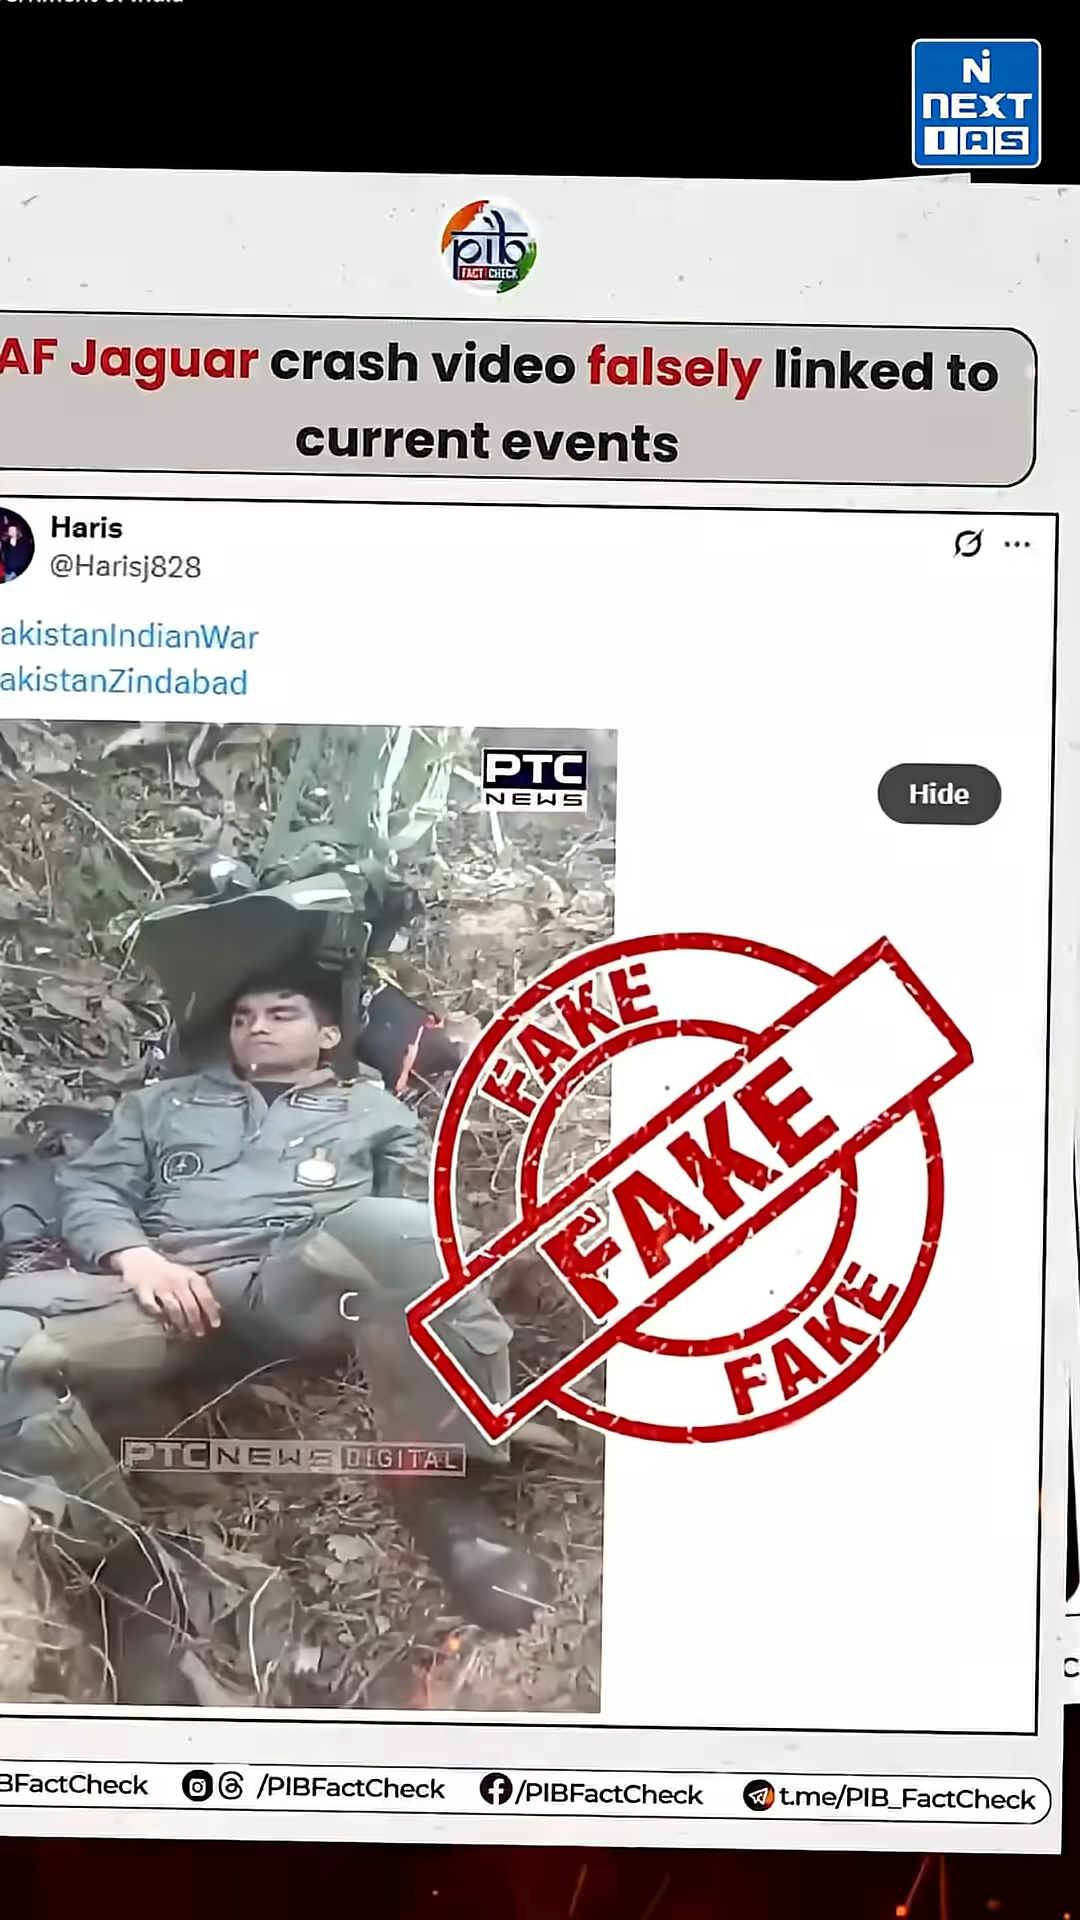 NEXT
IAS
pib
FACT CHECK
AF Jaguar crash video falsely linked to
current events
Haris
@Harisj828
akistanIndianWar
akistanZindabad
PTC
NEWS
Hide
FAKE
FAKE
FAKE
C
PTC NEWS DIGITAL
BFactCheck
/PIBFactCheck
/PIBFactCheck
t.me/PIB_FactCheck